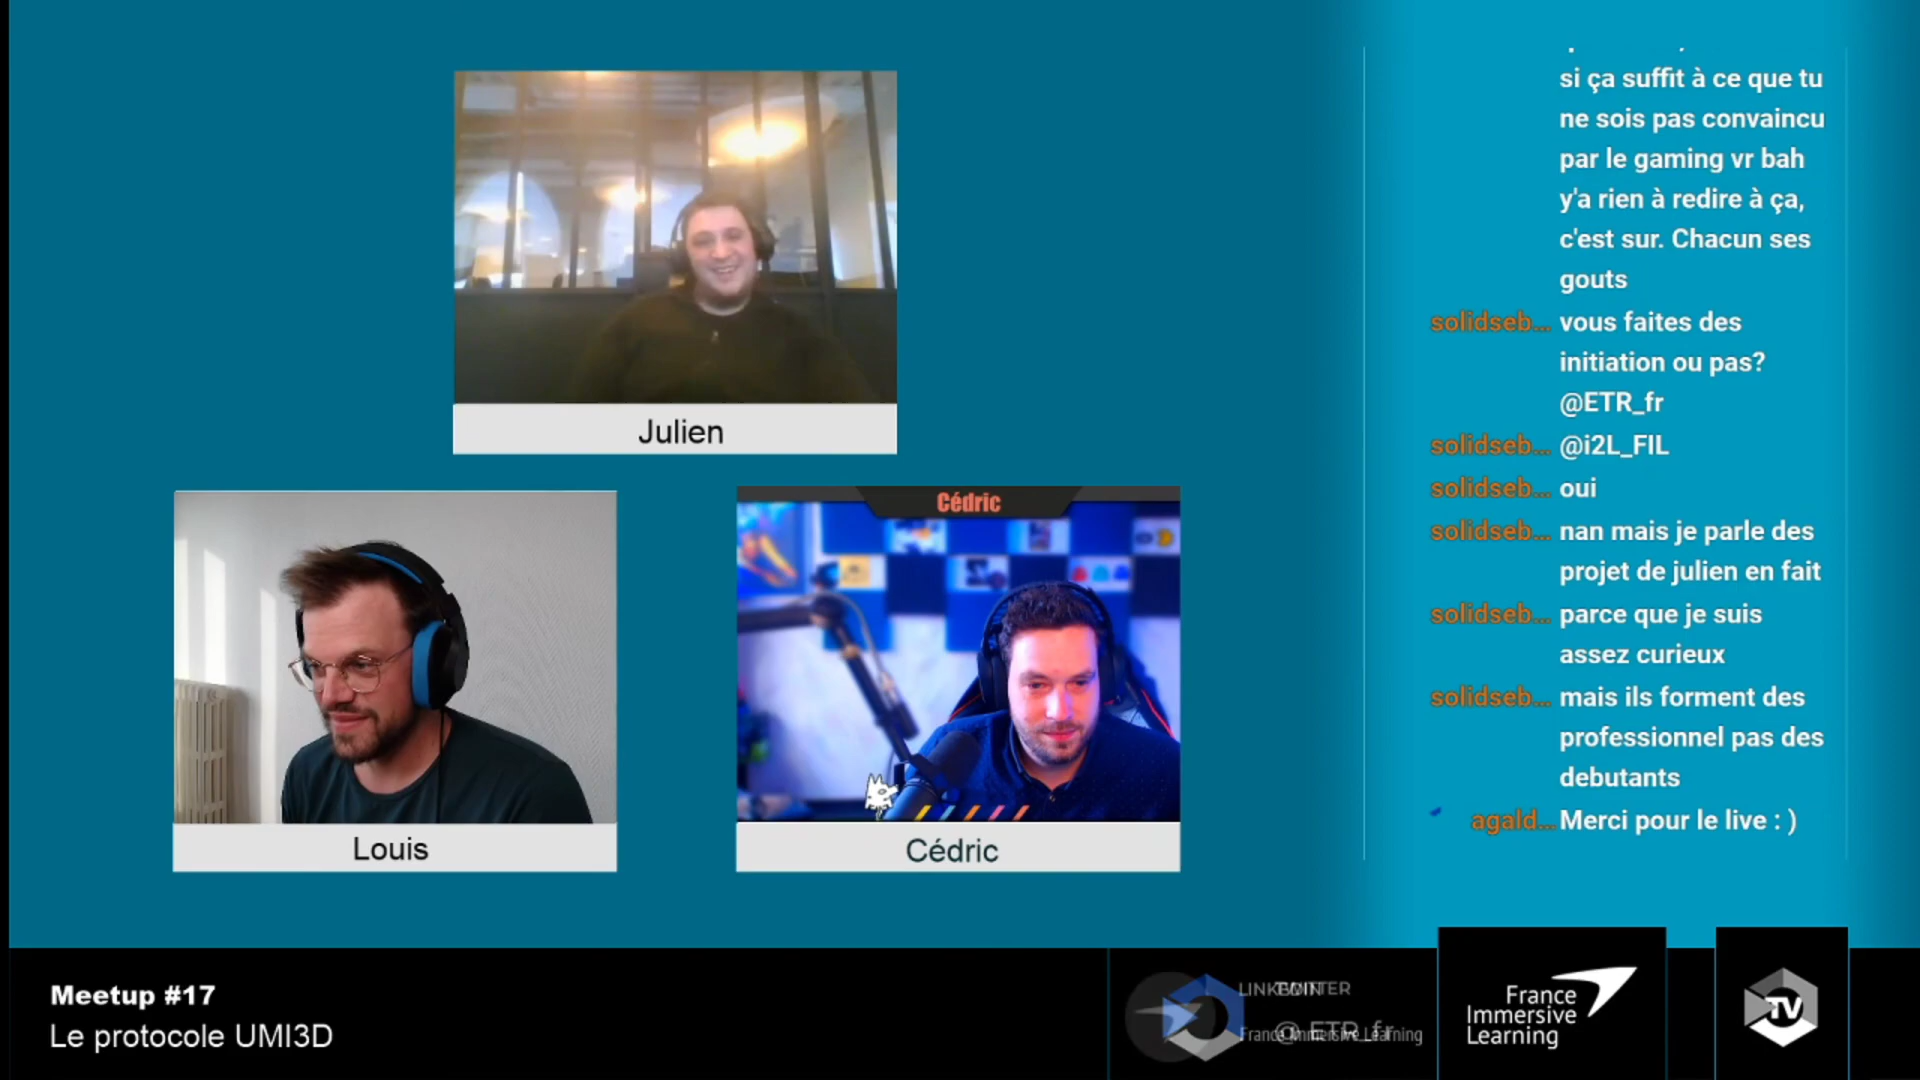 Julien
Cédric
Louis
Cédric
si ça suffit à ce que tu
ne sois pas convaincu
par le gaming vr bah
y'a rien à redire à ça,
c'est sur. Chacun ses
gouts
solidseb... vous faites des
initiation ou pas?
@ETR_fr
solidseb... @i2L_FIL
solidseb... oui
solidseb... nan mais je parle des
projet de julien en fait
solidseb... parce que je suis
assez curieux
solidseb... mais ils forment des
professionnel pas des
debutants
agald... Merci pour le live : )
Meetup #17
Le protocole UMI3D
@ETR_fr
France Immersive Learning
France
Immersive
Learning
TV